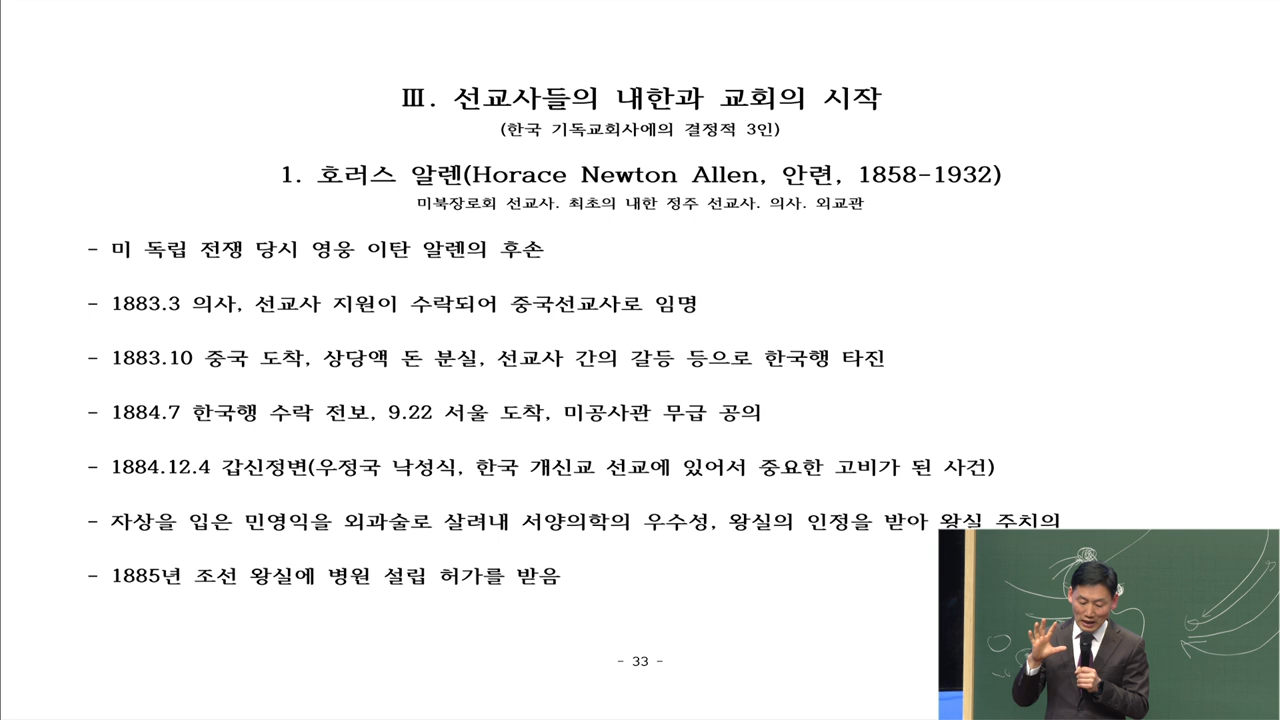 Ⅲ. 선교사들의 내한과 교회의 시작
(한국 기독교회사에의 결정적 3인)
1. 호러스 알렌(Horace Newton Allen, 안련, 1858-1932)
미북장로회 선교사. 최초의 내한 정주 선교사. 의사. 외교관
- 미 독립 전쟁 당시 영웅 이탄 알렌의 후손
- 1883.3 의사, 선교사 지원이 수락되어 중국선교사로 임명
- 1883.10 중국 도착, 상당액 돈 분실, 선교사 간의 갈등 등으로 한국행 타진
- 1884.7 한국행 수락 전보, 9.22 서울 도착, 미공사관 무급 공의
- 1884.12.4 갑신정변(우정국 낙성식, 한국 개신교 선교에 있어서 중요한 고비가 된 사건)
- 자상을 입은 민영익을 외과술로 살려내 서양의학의 우수성, 왕실의 인정을 받아 왕실 주치의
- 1885년 조선 왕실에 병원 설립 허가를 받음
- 33 -